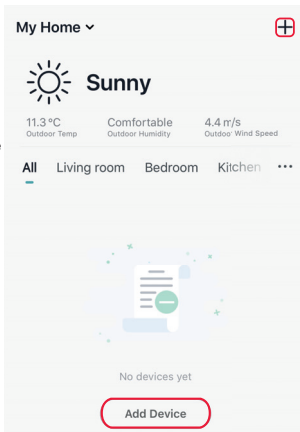 My Home
Sunny
11.3 °C Comfortable 4.4 m/s
Outdoor Temp Outdoor Humidity Outdoor Wind Speed
All Living room Bedroom Kitchen ...
No devices yet
Add Device